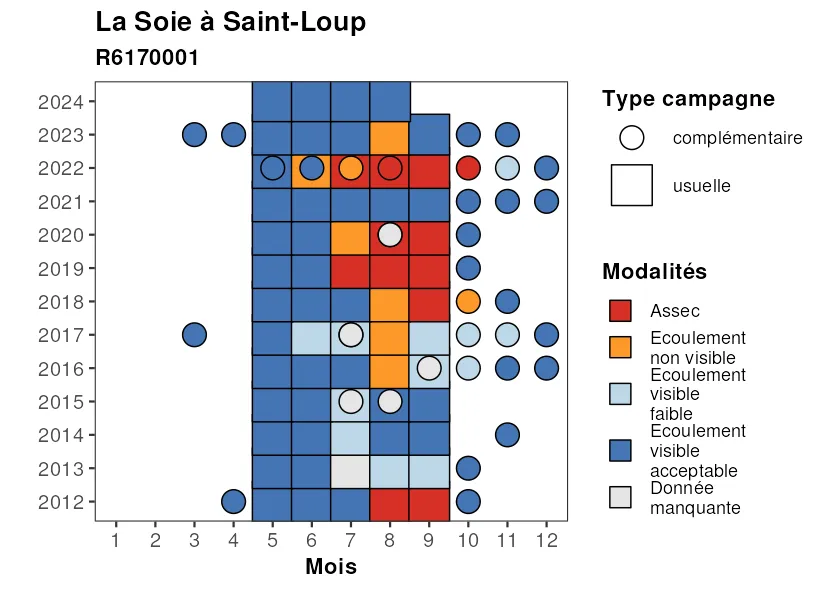 La Soie à Saint-Loup
R6170001
2024
2023
2022
2021
2020
2019
2018
2017
2016
2015
2014
2013
2012
1 2 3 4 5 6 7 8 9 10 11 12
Mois
Type campagne
complémentaire
usuelle
Modalités
Assec
Ecoulement
non visible
Ecoulement
visible
faible
Ecoulement
visible
acceptable
Donnée
manquante